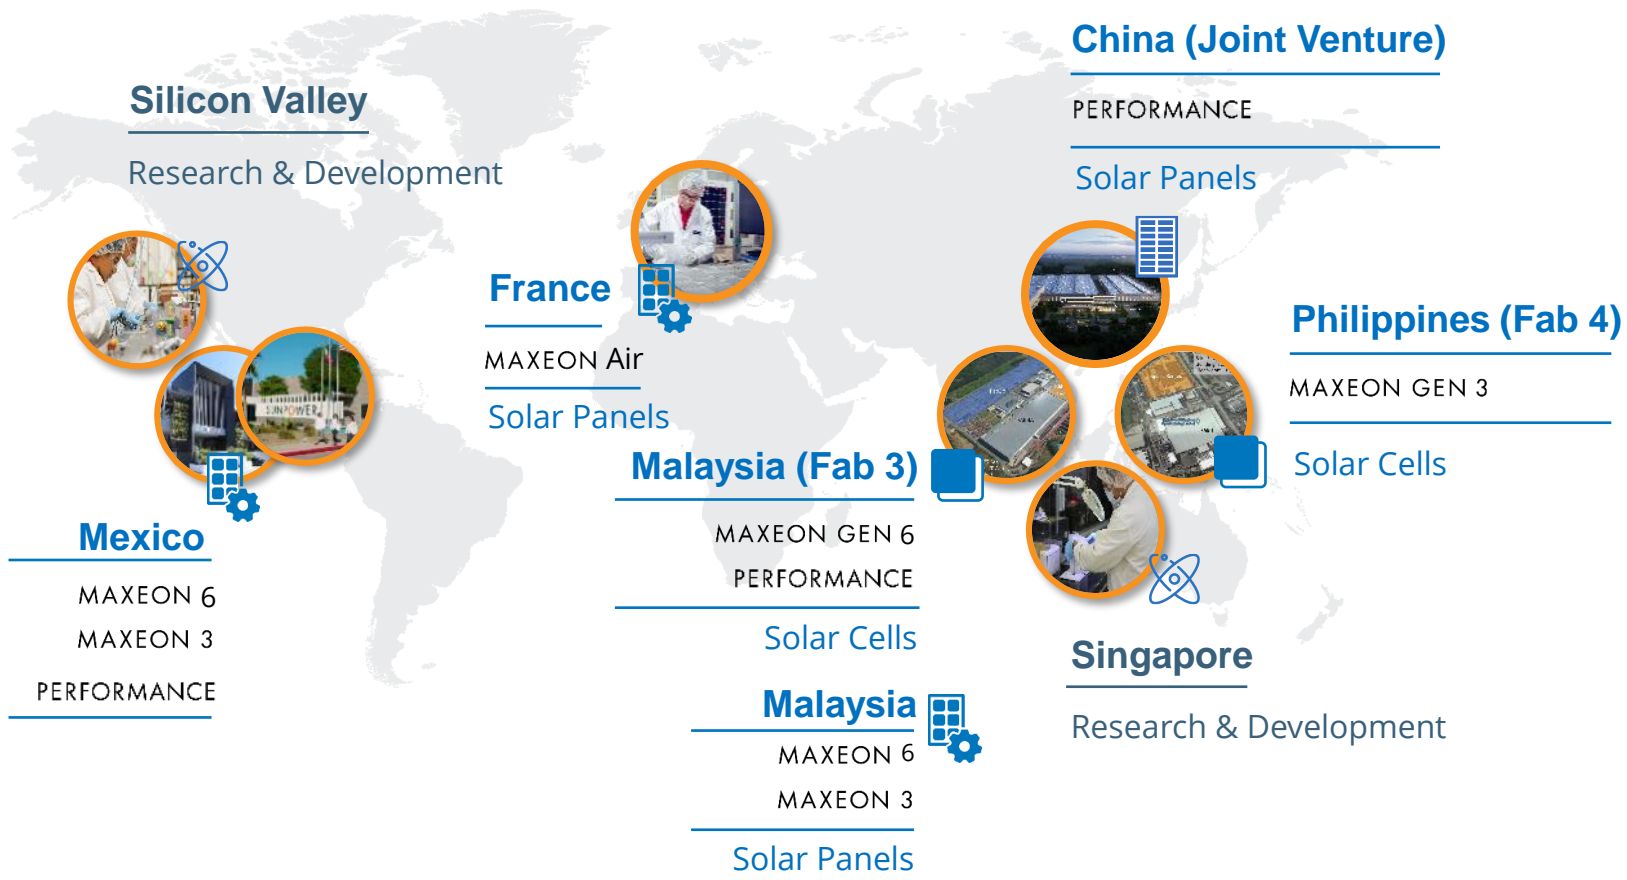 Silicon Valley
Research & Development
Mexico
MAXEON 6
MAXEON 3
PERFORMANCE
SUNPOWER
France
MAXEON Air
Solar Panels
Malaysia (Fab 3)
MAXEON GEN 6
PERFORMANCE
Solar Cells
Malaysia
MAXEON 6
MAXEON 3
Solar Panels
China (Joint Venture)
PERFORMANCE
Solar Panels
Philippines (Fab 4)
MAXEON GEN 3
Solar Cells
Singapore
Research & Development